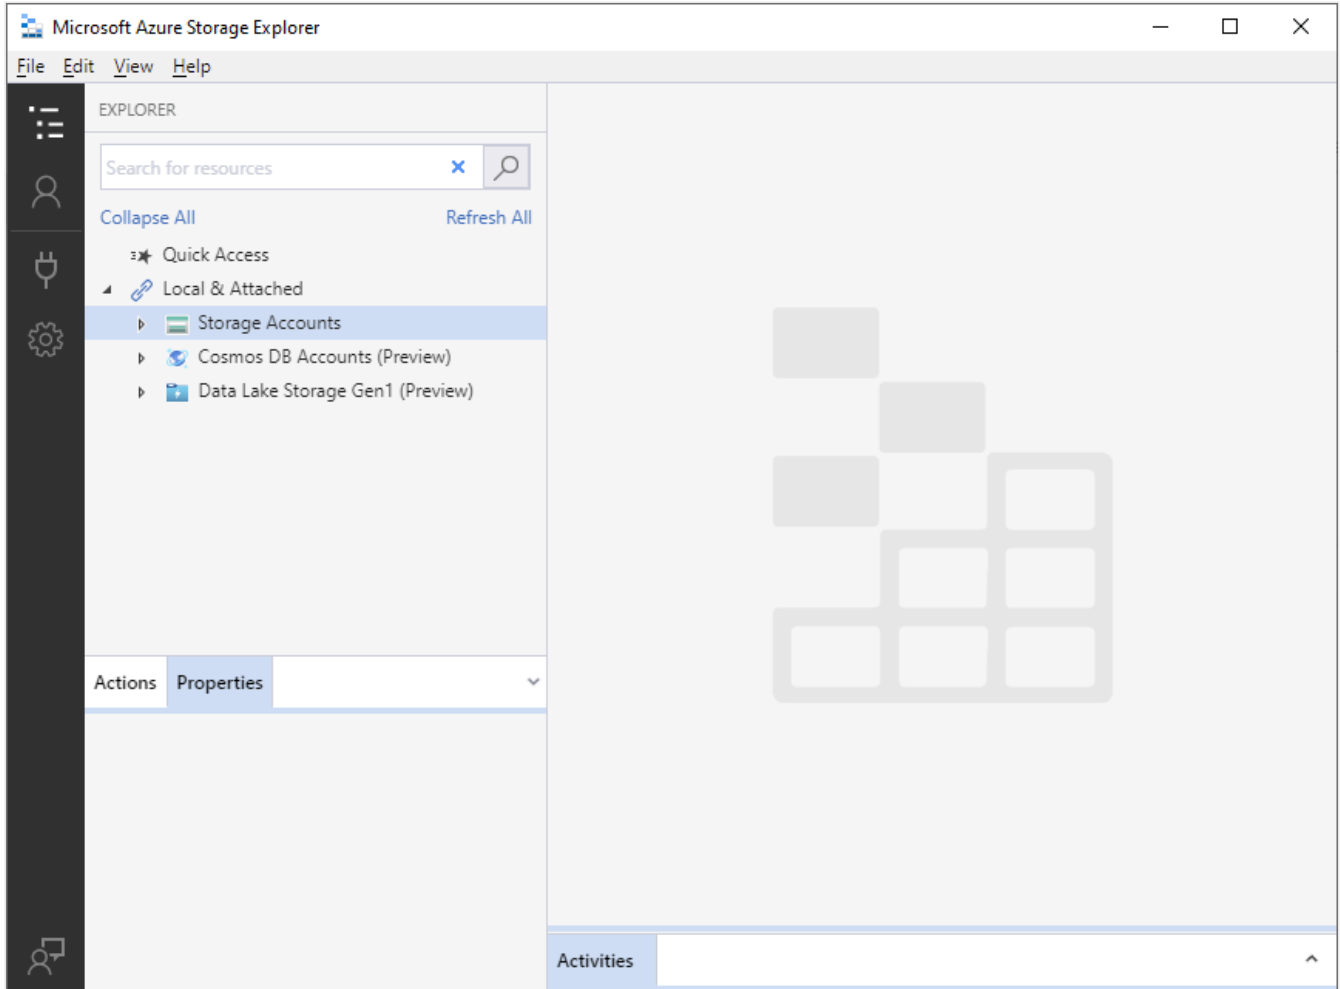 Microsoft Azure Storage Explorer
File Edit View Help
EXPLORER
Search for resources
Collapse All Refresh All
Quick Access
Local & Attached
Storage Accounts
Cosmos DB Accounts (Preview)
Data Lake Storage Gen1 (Preview)
Actions Properties
Activities